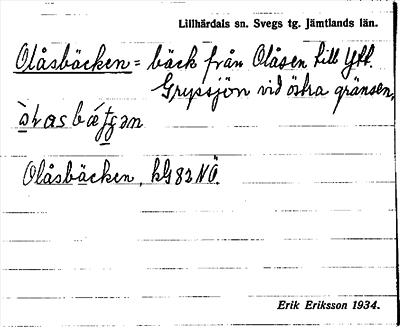 Lillhärdals sn. Svegs tg. Jämtlands län.
Olåsbäcken = bäck från Olåsen till Ytt.
Gryssjön vid östra gränsen,
Olåsbäcken, kG 82 NÖ.
Erik Eriksson 1934.